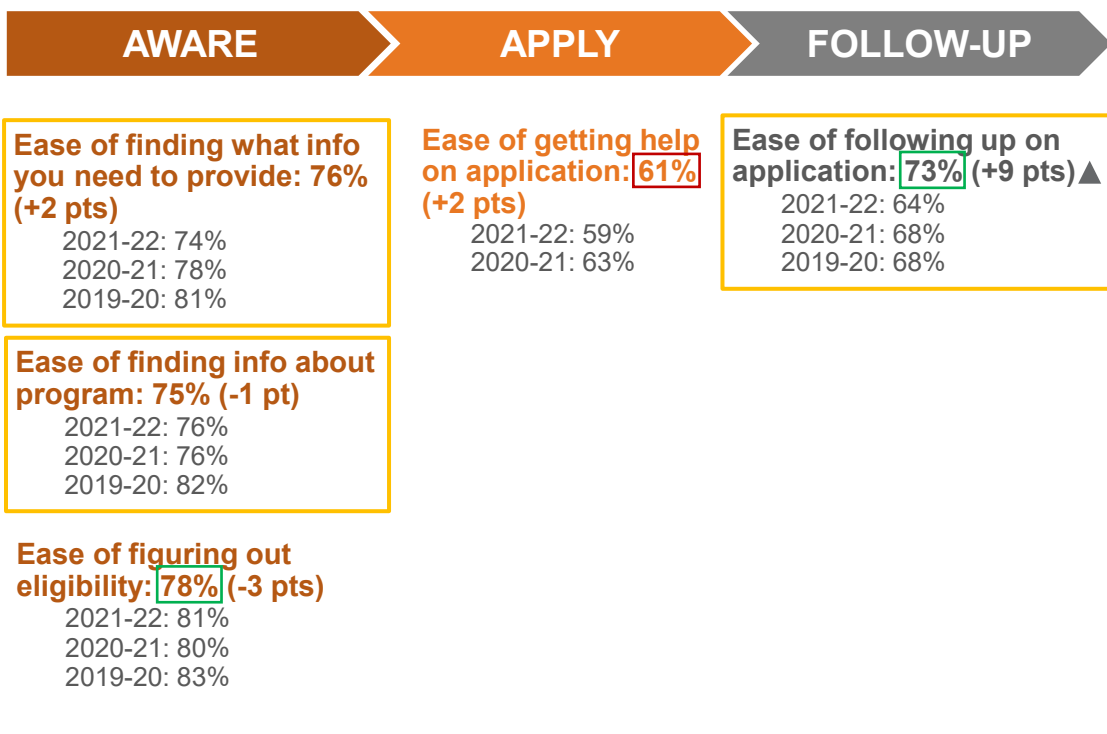 AWARE
APPLY
FOLLOW-UP
Ease of finding what info
you need to provide: 76%
(+2 pts)
2021-22: 74%
2020-21: 78%
2019-20: 81%
Ease of finding info about
program: 75% (-1 pt)
2021-22: 76%
2020-21: 76%
2019-20: 82%
Ease of figuring out
eligibility: 78% (-3 pts)
2021-22: 81%
2020-21: 80%
2019-20: 83%
Ease of getting help
on application: 61%
(+2 pts)
2021-22: 59%
2020-21: 63%
Ease of following up on
application: 73% (+9 pts)▲
2021-22: 64%
2020-21: 68%
2019-20: 68%